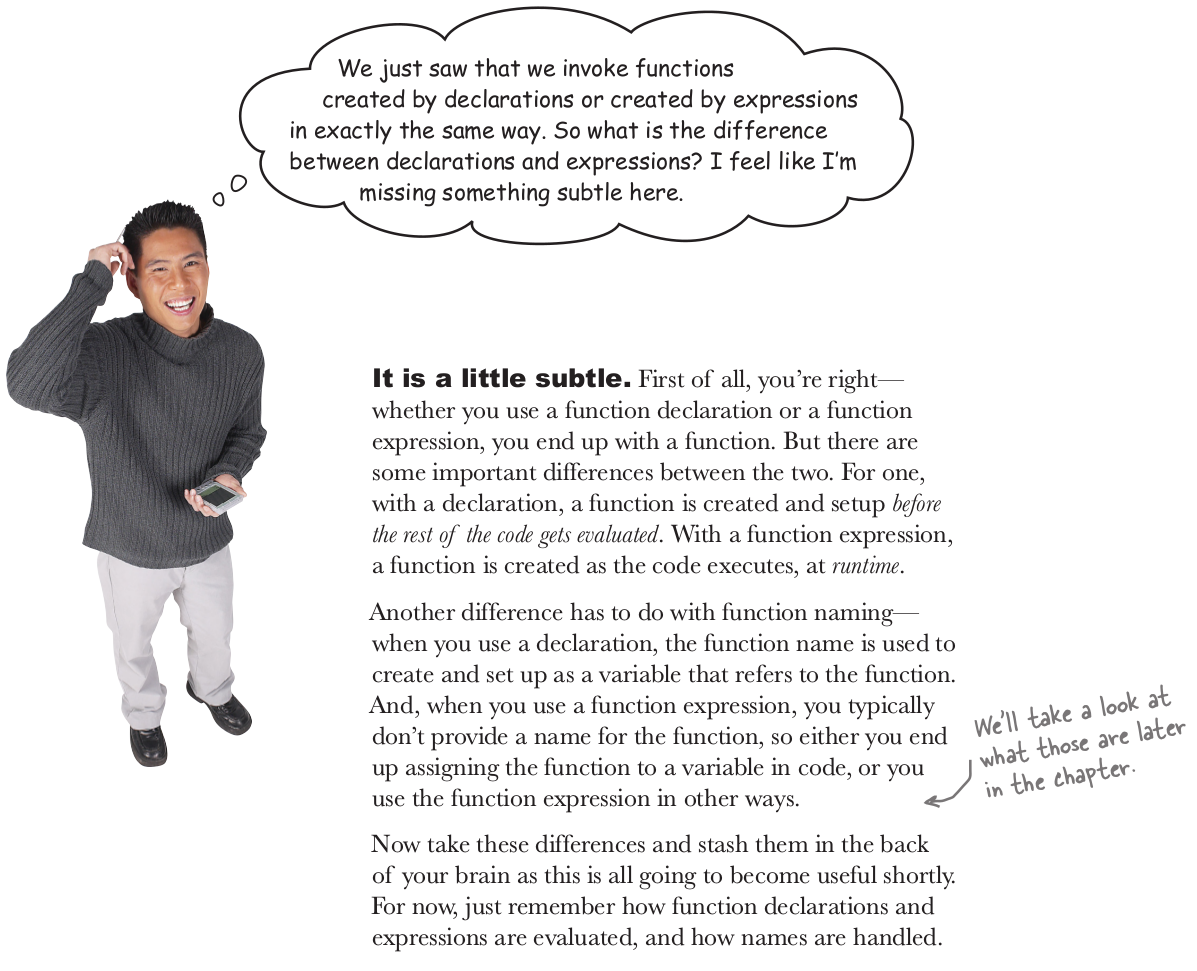 We just saw that we invoke functions
created by declarations or created by expressions
in exactly the same way. So what is the difference
between declarations and expressions? I feel like I'm
missing something subtle here.
It is a little subtle. First of all, you're right—
whether you use a function declaration or a function
expression, you end up with a function. But there are
some important differences between the two. For one,
with a declaration, a function is created and setup before
the rest of the code gets evaluated. With a function expression,
a function is created as the code executes, at runtime.
Another difference has to do with function naming—
when you use a declaration, the function name is used to
create and set up as a variable that refers to the function.
And, when you use a function expression, you typically
don't provide a name for the function, so either you end
up assigning the function to a variable in code, or you
use the function expression in other ways.
We'll take a look at
what those are later
in the chapter.
Now take these differences and stash them in the back
of your brain as this is all going to become useful shortly.
For now, just remember how function declarations and
expressions are evaluated, and how names are handled.